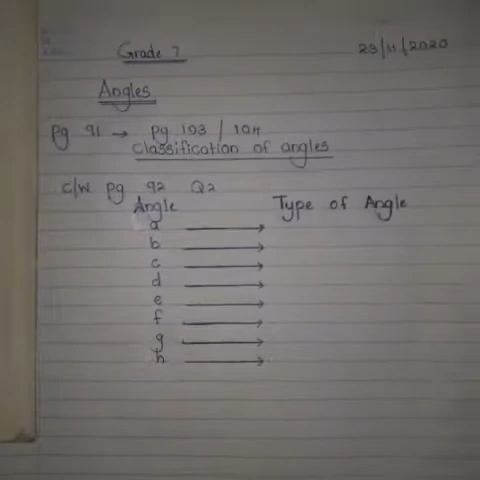 Grade 7 23/11/2020
Angles
pg 91 → pg 103 / 104
Classification of angles
c/w pg 92 Q2
Angle Type of Angle
a →
b →
c →
d →
e →
f →
g →
h →